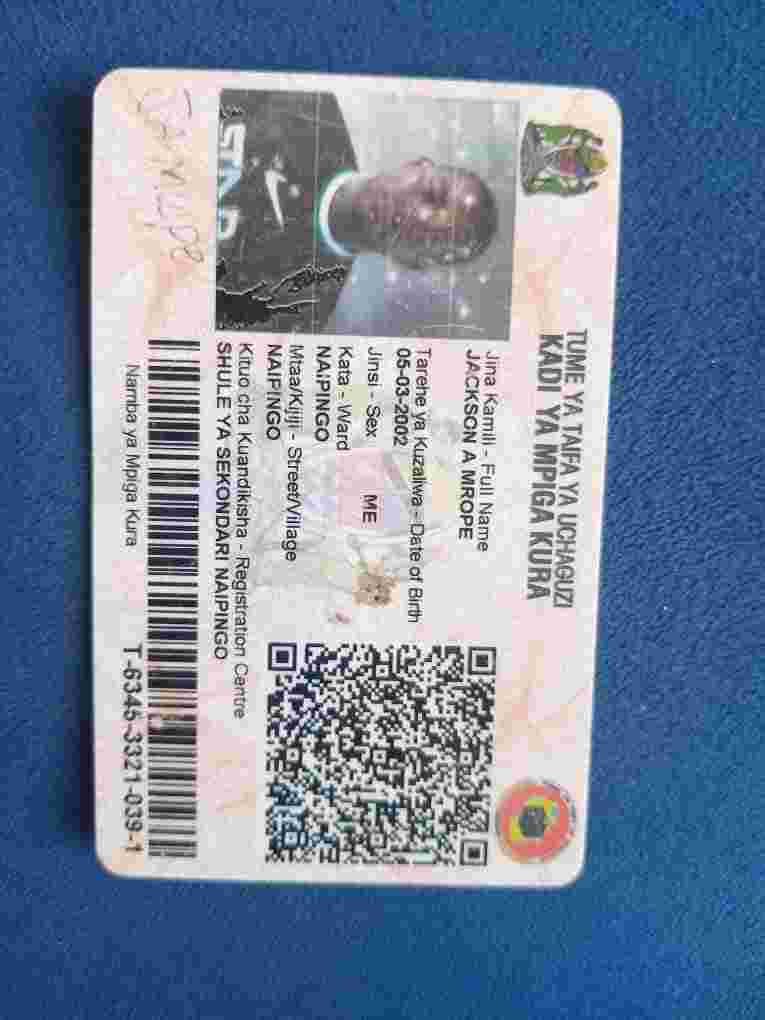 TUME YA TAIFA YA UCHAGUZI
KADI YA MPIGA KURA
Jina Kamili - Full Name
JACKSON A MROPE
Tarehe ya Kuzaliwa - Date of Birth
05-03-2002
Jinsi - Sex ME
Kata - Ward
NAIPINGO
Mtaa/Kijiji - Street/Village
NAIPINGO
Kituo cha Kuandikisha - Registration Centre
SHULE YA SEKONDARI NAIPINGO
Namba ya Mpiga Kura T-6345-3321-039-1